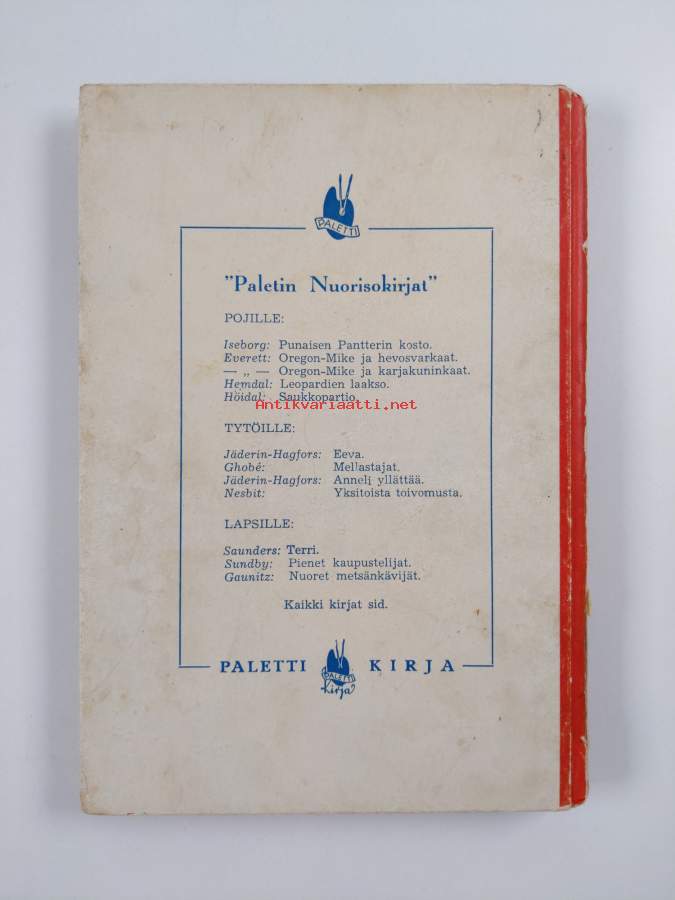 PALETTI
"Paletin Nuorisokirjat"
POJILLE:
Iseborg: Punaisen Pantterin kosto.
Everett: Oregon-Mike ja hevosvarkaat.
— „ — Oregon-Mike ja karjakuninkaat.
Hemdal: Leopardien laakso.
Höidal: Saukkopartio.
Antikvariaatti.net
TYTÖILLE:
Jäderin-Hagfors: Eeva.
Ghobé: Mellastajat.
Jäderin-Hagfors: Anneli yllättää.
Nesbit: Yksitoista toivomusta.
LAPSILLE:
Saunders: Terri.
Sundby: Pienet kaupustelijat.
Gaunitz: Nuoret metsänkävijät.
Kaikki kirjat sid.
PALETTI PALETTI kirja KIRJA